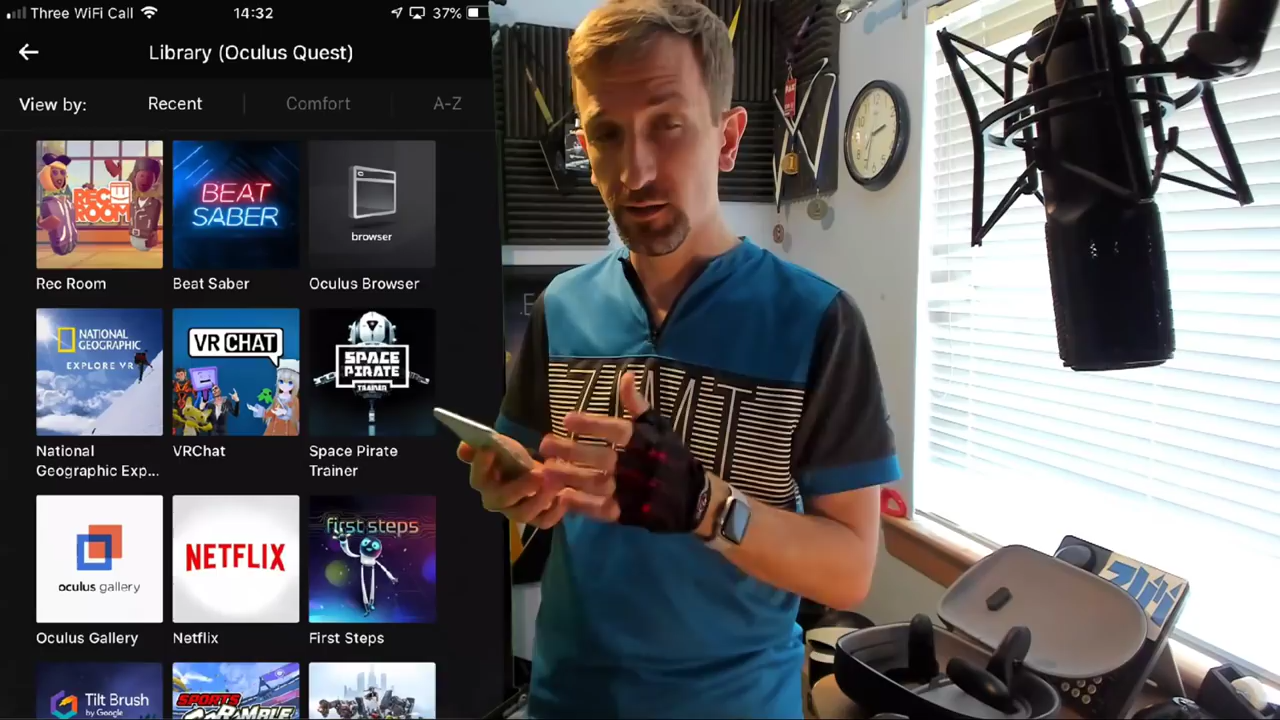 Three WiFi Call 14:32 37%
Library (Oculus Quest)
View by: Recent Comfort A-Z
REC
ROOM
BEAT
SABER
browser
Rec Room
Beat Saber
Oculus Browser
NATIONAL
GEOGRAPHIC
EXPLORE VR
VRCHAT
SPACE
PIRATE
TRAINER
National
Geographic Exp...
VRChat
Space Pirate
Trainer
oculus gallery
NETFLIX
first steps
Oculus Gallery
Netflix
First Steps
Tilt Brush
by Google
SPORTS
SCRAMBLE